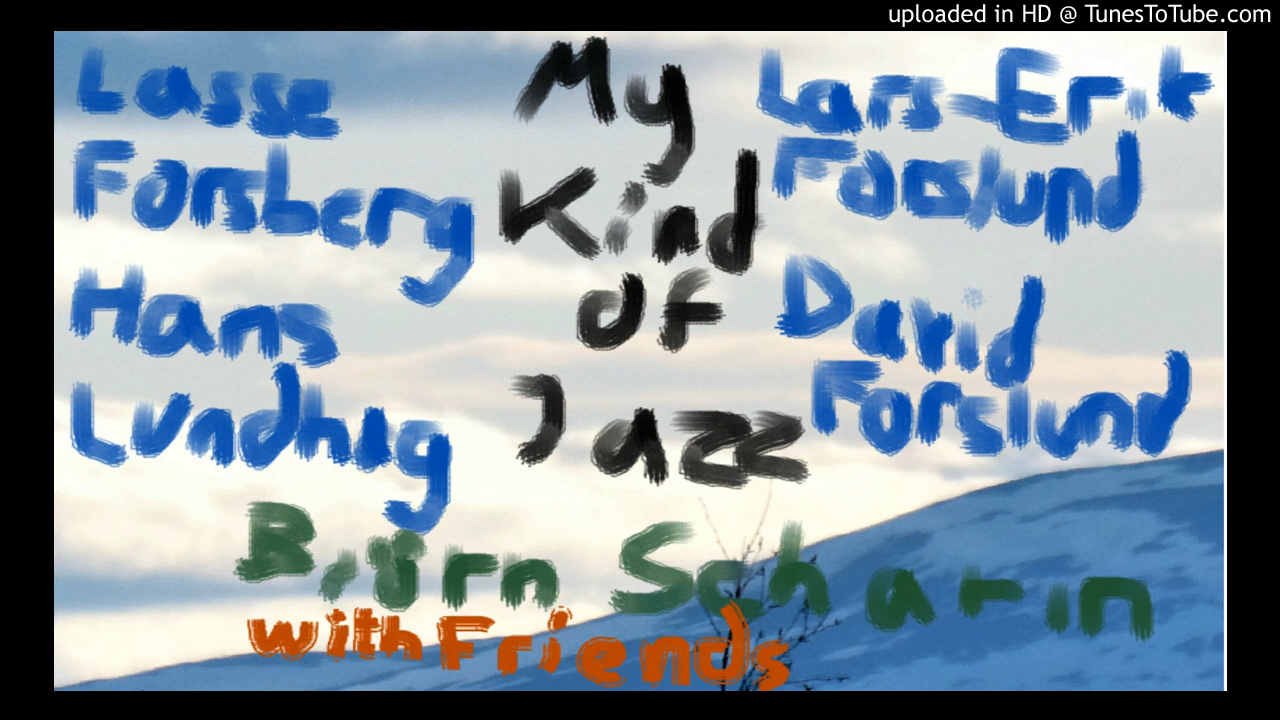 uploaded in HD @ TunesToTube.com
Lasse
Forsberg
Hans
Lundhag
My
Kind
of
Jazz
Lars-Erik
Forslund
David
Forslund
Björn Scharin
with Friends